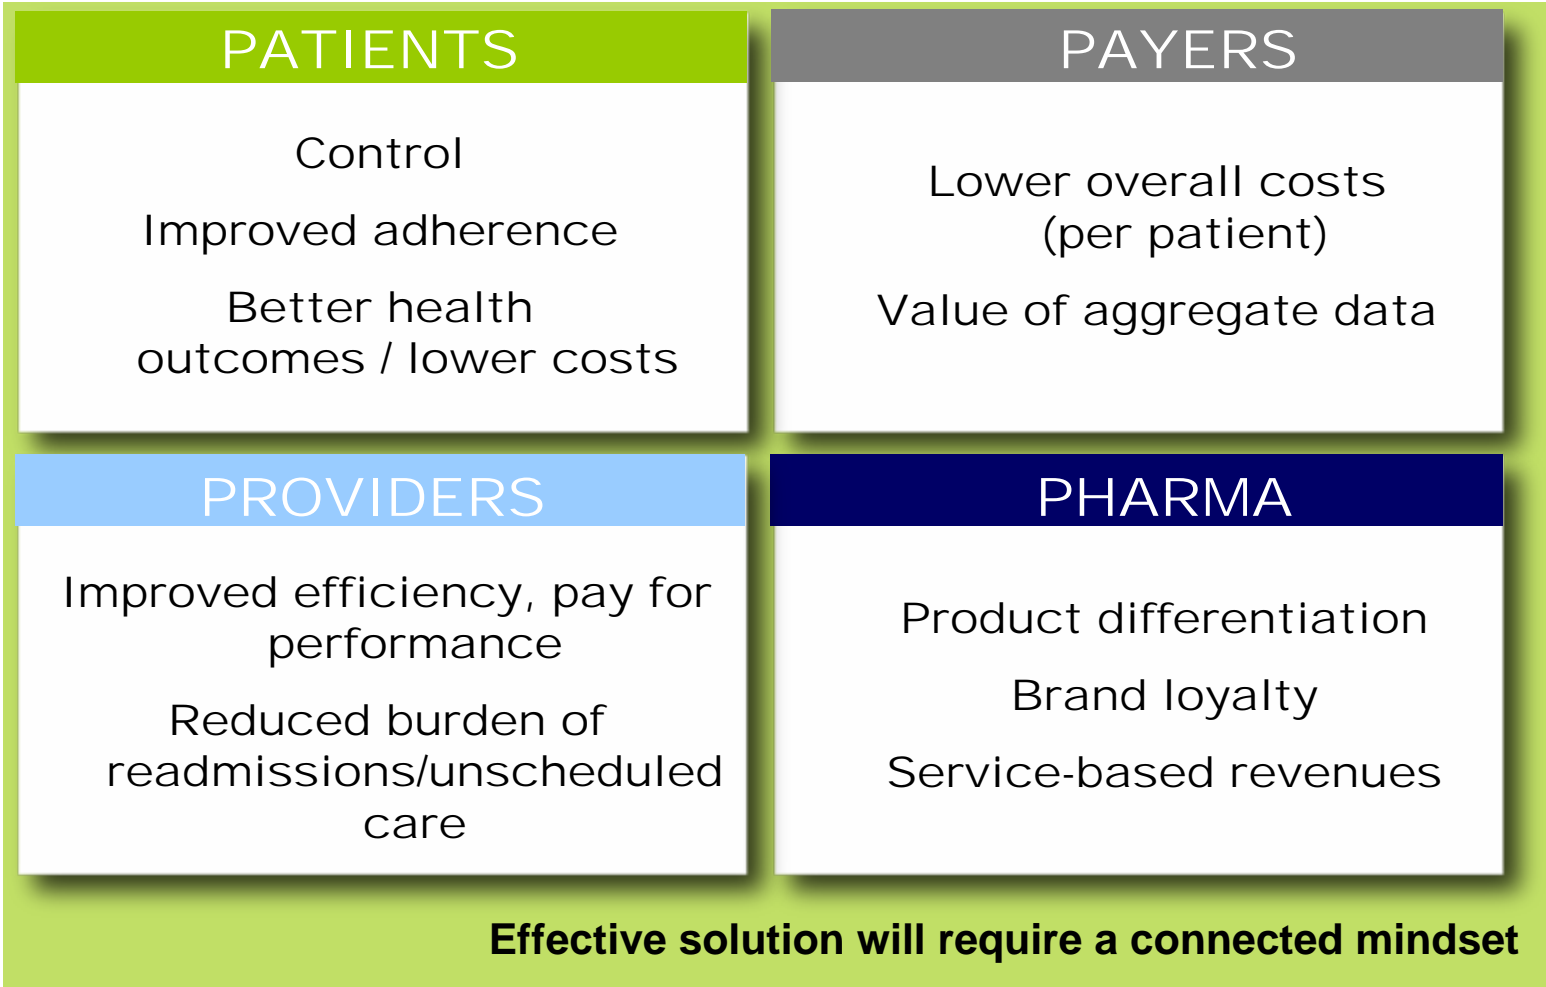 PATIENTS
Control
Improved adherence
Better health
outcomes / lower costs
PAYERS
Lower overall costs
(per patient)
Value of aggregate data
PROVIDERS
Improved efficiency, pay for
performance
Reduced burden of
readmissions/unscheduled
care
PHARMA
Product differentiation
Brand loyalty
Service-based revenues
Effective solution will require a connected mindset